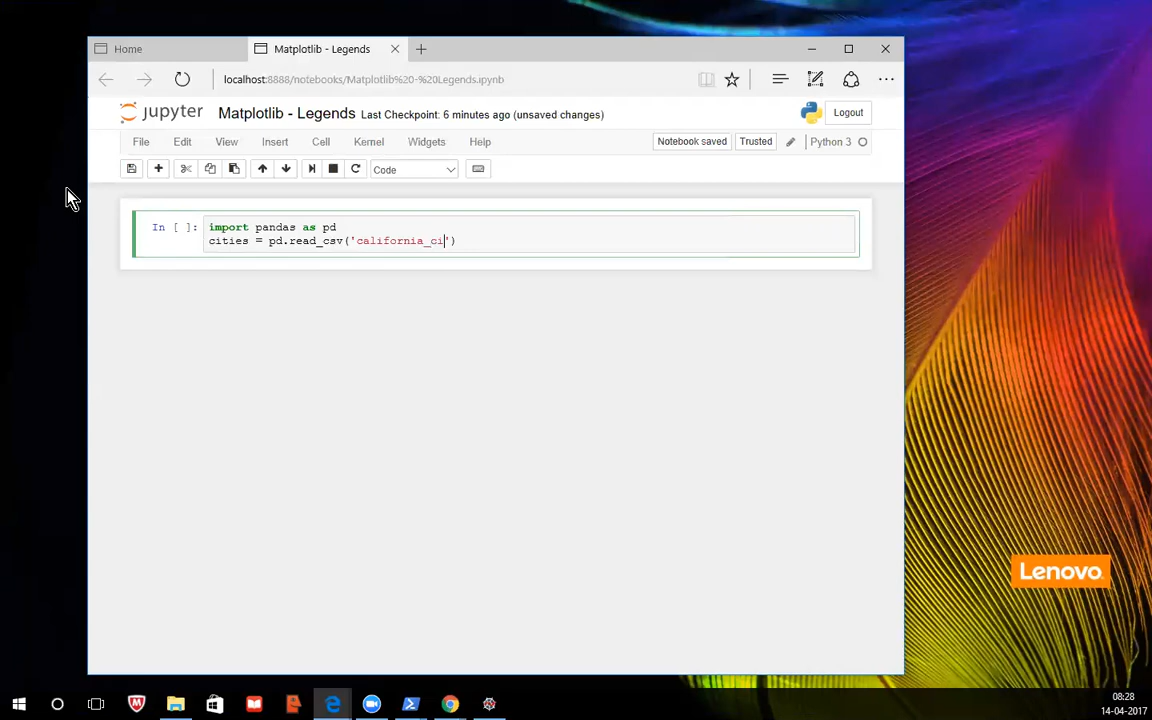 Home
Matplotlib - Legends
localhost:8888/notebooks/Matplotlib%20-%20Legends.ipynb
jupyter Matplotlib - Legends Last Checkpoint: 6 minutes ago (unsaved changes)
Logout
File Edit View Insert Cell Kernel Widgets Help
Notebook saved Trusted Python 3
Code
In [ ]: import pandas as pd
cities = pd.read_csv('california_ci')
Lenovo
08:28
14-04-2017